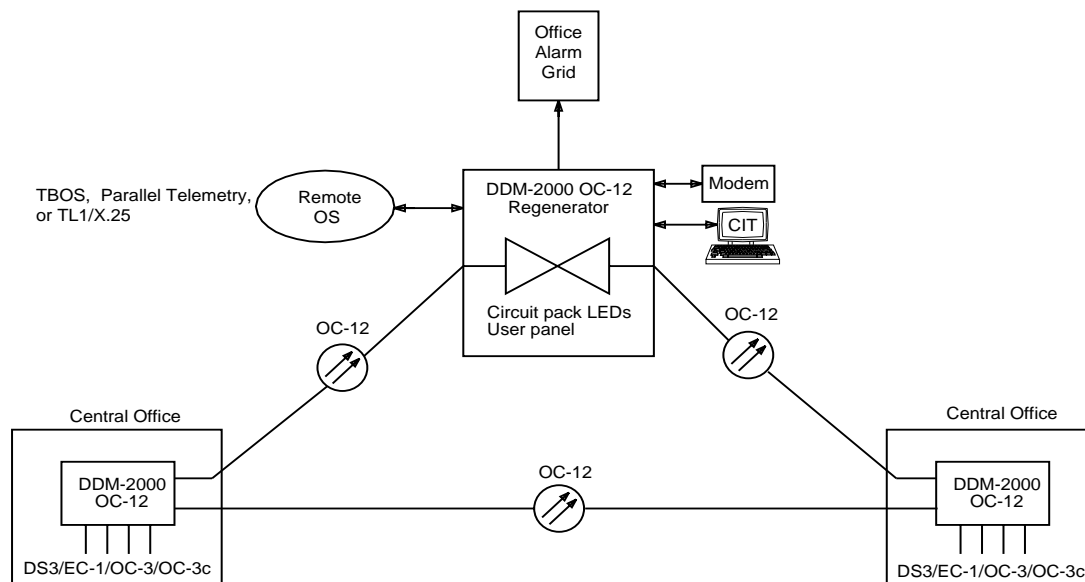 Office
Alarm
Grid
TBOS, Parallel Telemetry,
or TL1/X.25
Remote
OS
DDM-2000 OC-12
Regenerator
Modem
CIT
Circuit pack LEDs
User panel
OC-12
OC-12
Central Office
Central Office
DDM-2000
OC-12
OC-12
DDM-2000
OC-12
DS3/EC-1/OC-3/OC-3c
DS3/EC-1/OC-3/OC-3c